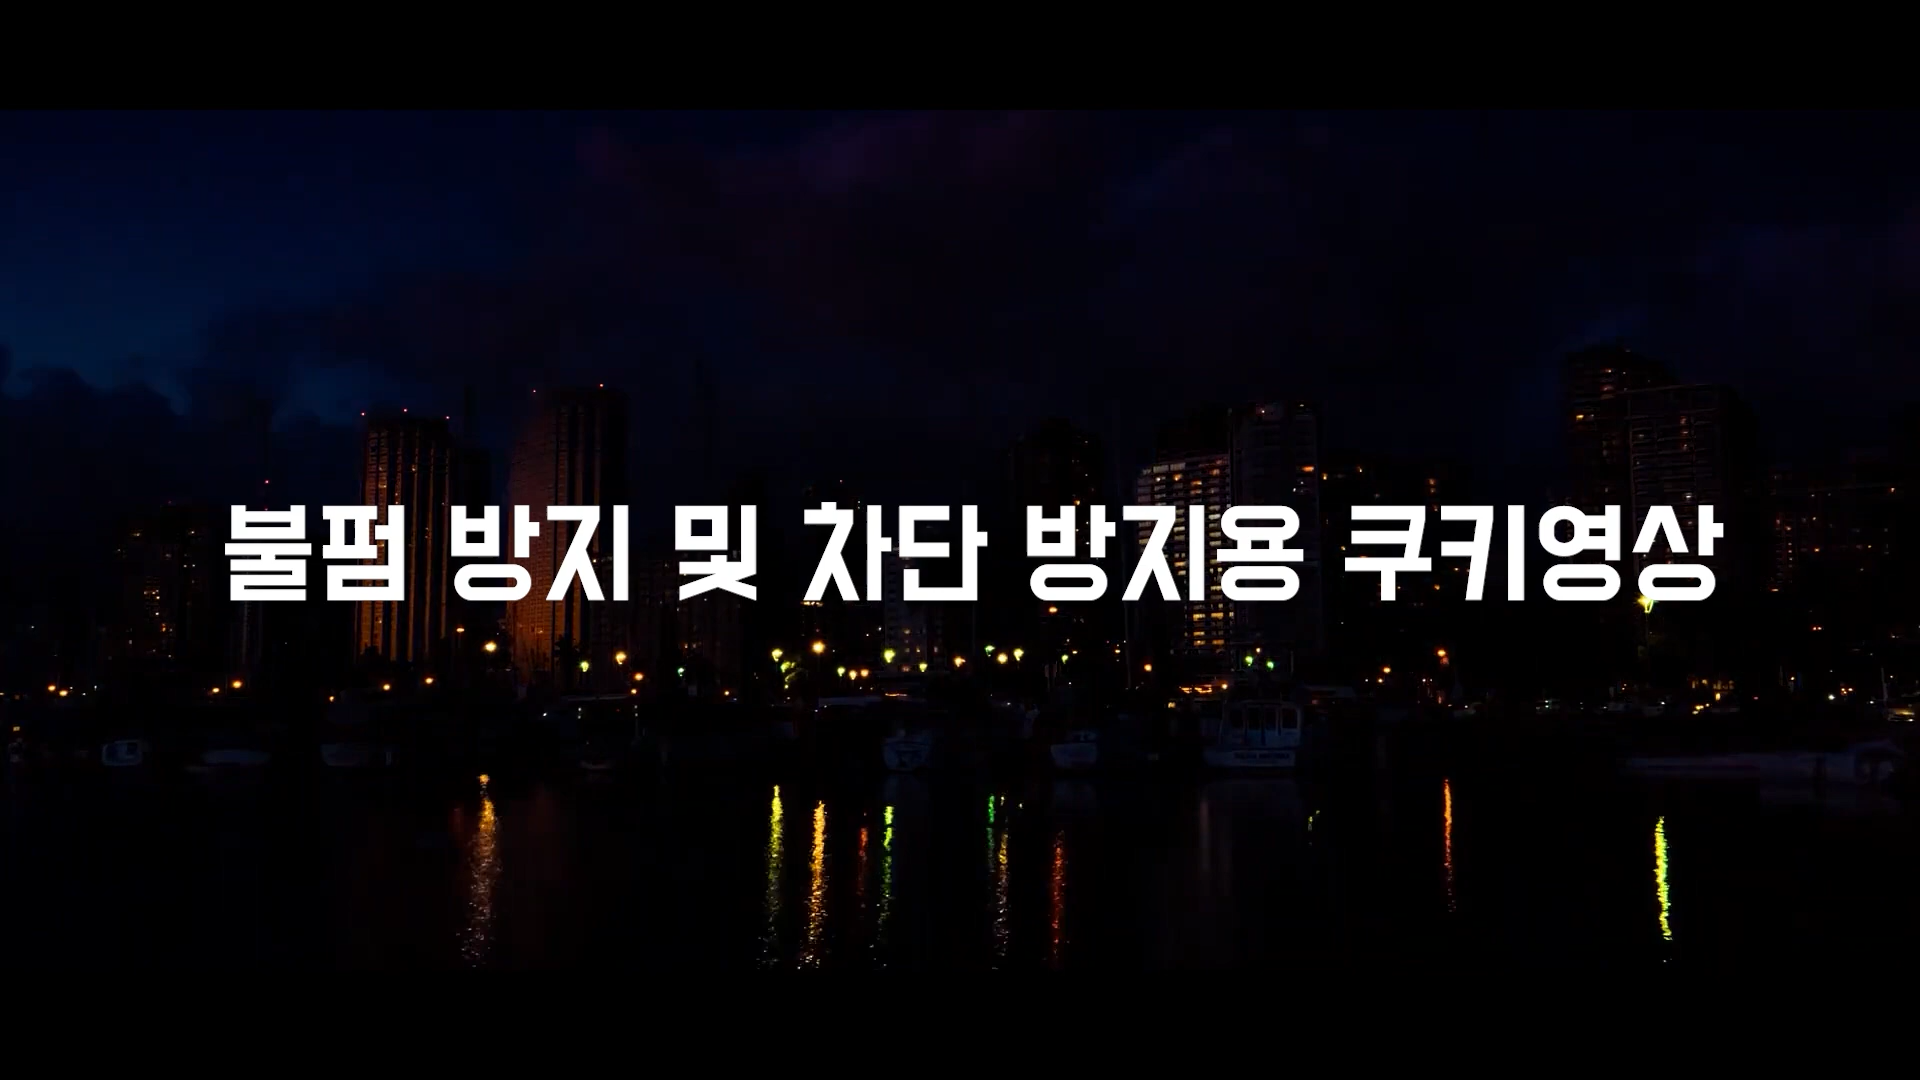 불펌 방지 및 차단 방지용 쿠키영상